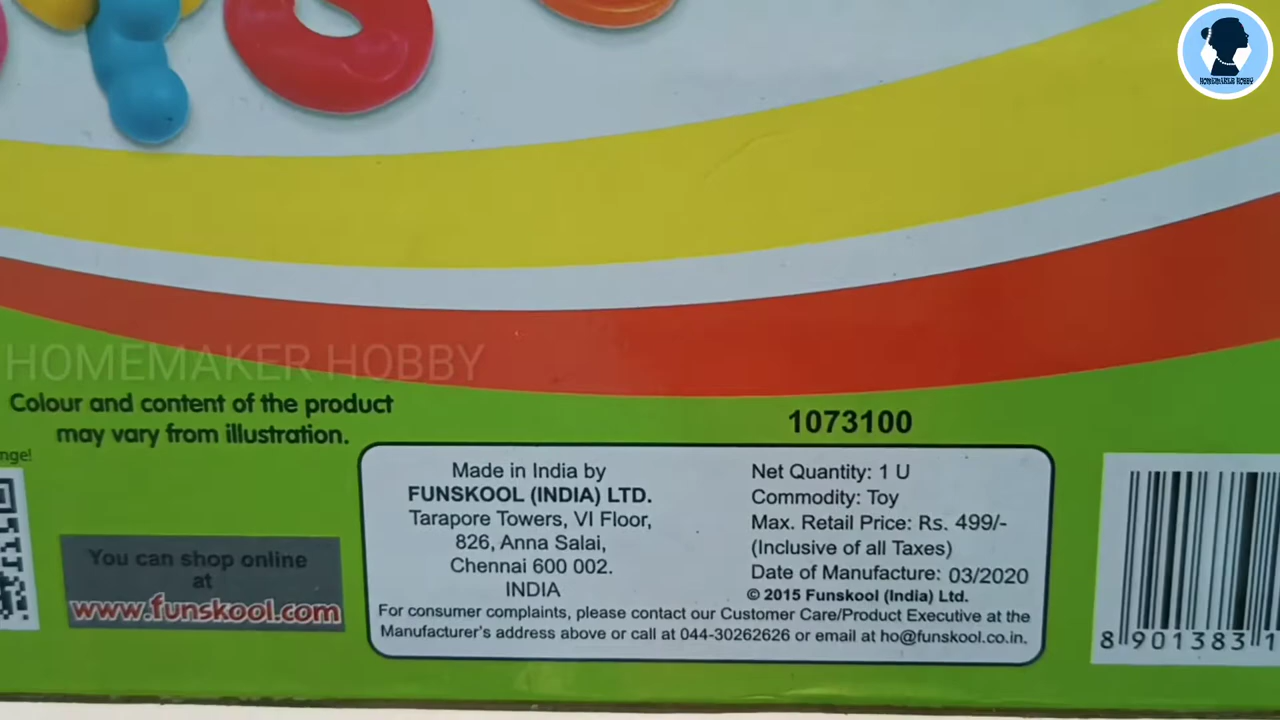 HOMEMAKER HOBBY
HOMEMAKER HOBBY
Colour and content of the product
may vary from illustration.
nge!
You can shop online
at
www.funskool.com
1073100
Made in India by
FUNSKOOL (INDIA) LTD.
Tarapore Towers, VI Floor,
826, Anna Salai,
Chennai 600 002.
INDIA
Net Quantity: 1 U
Commodity: Toy
Max. Retail Price: Rs. 499/-
(Inclusive of all Taxes)
Date of Manufacture: 03/2020
© 2015 Funskool (India) Ltd.
For consumer complaints, please contact our Customer Care/Product Executive at the
Manufacturer's address above or call at 044-30262626 or email at ho@funskool.co.in.
8 901383 1